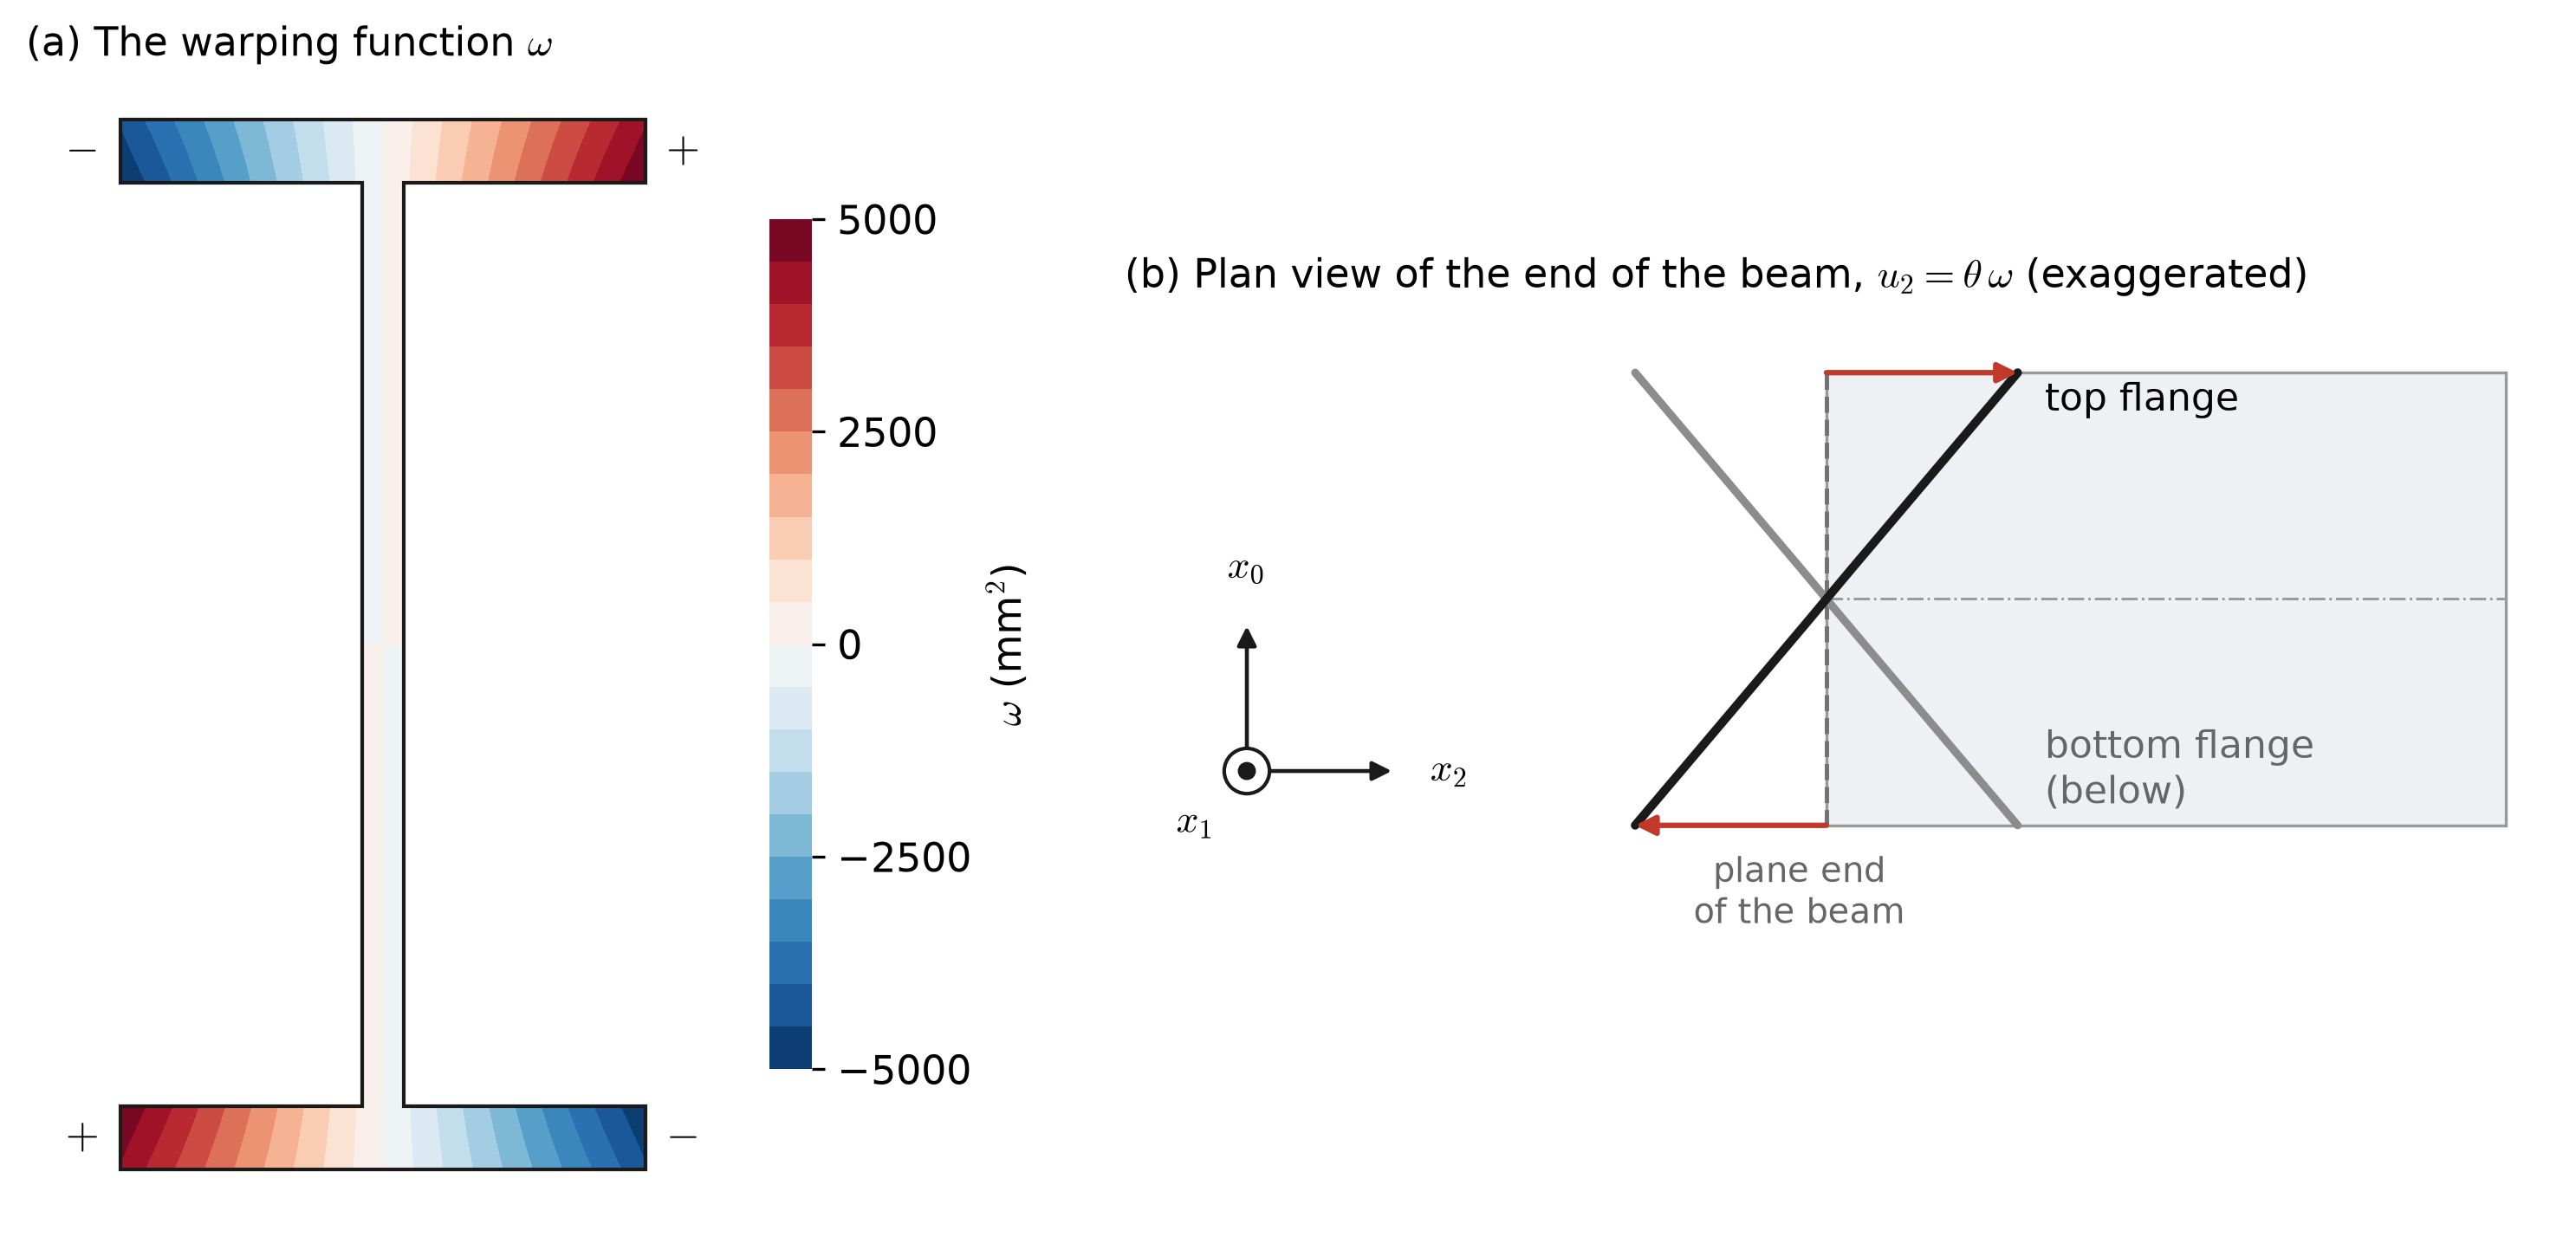 (a) The warping function ω
−
+
+
−
5000
2500
0
−2500
−5000
ω (mm²)
(b) Plan view of the end of the beam, u₂ = θ ω (exaggerated)
top flange
bottom flange
(below)
plane end
of the beam
x₀
x₂
x₁